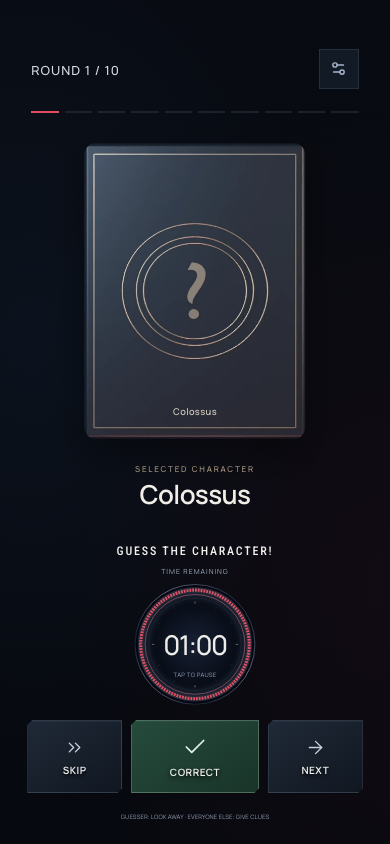 ROUND 1 / 10
?
Colossus
SELECTED CHARACTER
Colossus
GUESS THE CHARACTER!
TIME REMAINING
01:00
TAP TO PAUSE
SKIP
CORRECT
NEXT
GUESSER: LOOK AWAY · EVERYONE ELSE: GIVE CLUES